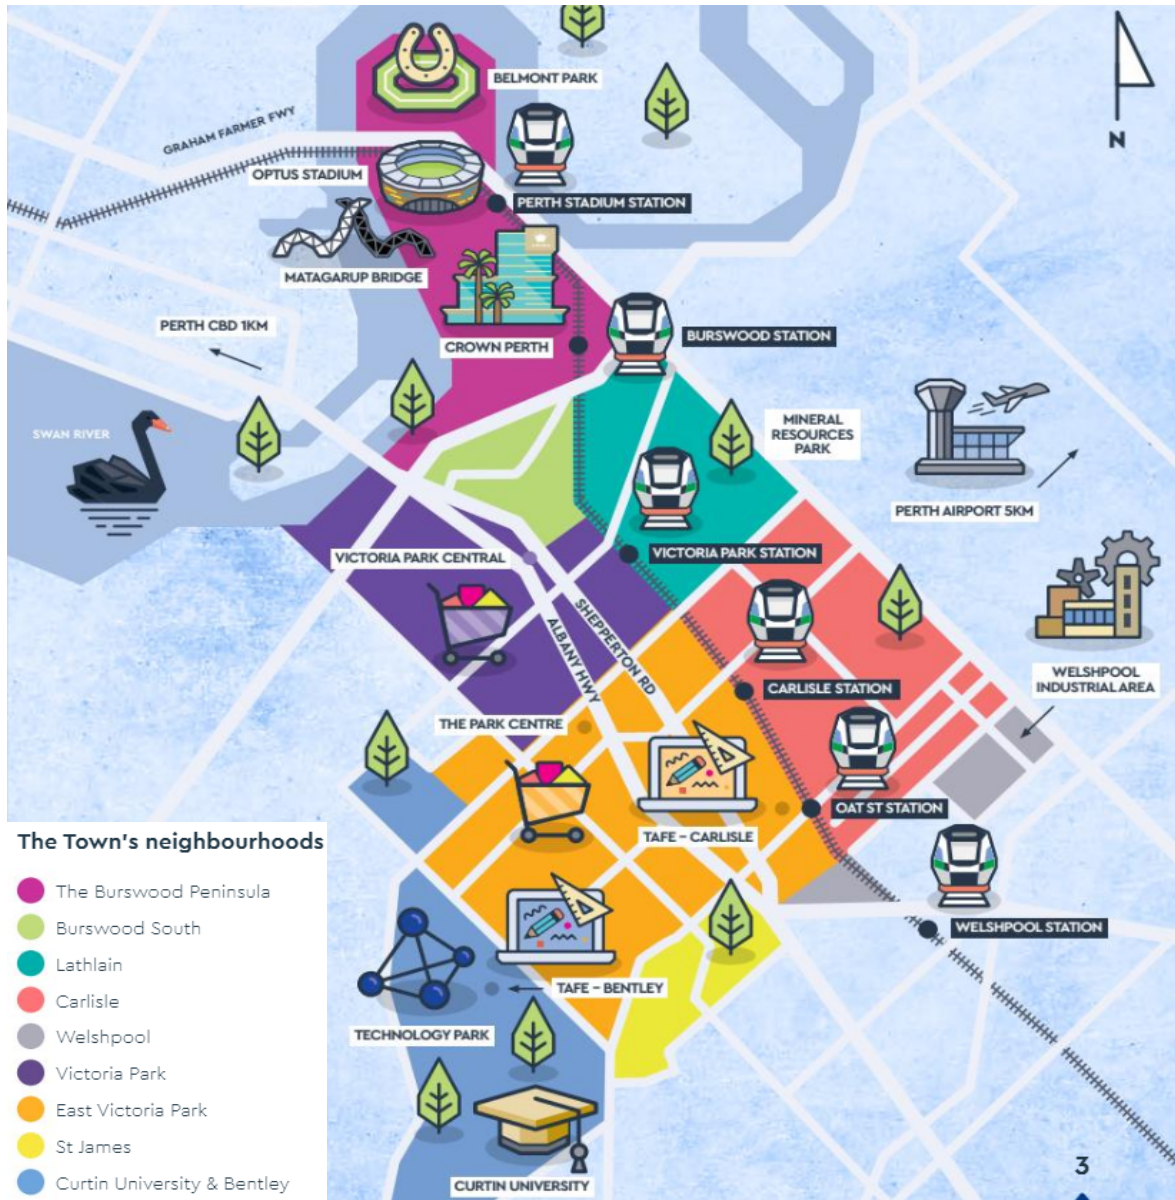 BELMONT PARK
GRAHAM FARMER FWY
N
OPTUS STADIUM
PERTH STADIUM STATION
MATAGARUP BRIDGE
PERTH CBD 1KM
CROWN PERTH
BURSWOOD STATION
SWAN RIVER
MINERAL
RESOURCES
PARK
PERTH AIRPORT 5KM
VICTORIA PARK CENTRAL
VICTORIA PARK STATION
SHEPPERTON RD
ALBANY HWY
CARLISLE STATION
WELSHPOOL
INDUSTRIAL AREA
THE PARK CENTRE
OAT ST STATION
TAFE – CARLISLE
WELSHPOOL STATION
TAFE – BENTLEY
TECHNOLOGY PARK
CURTIN UNIVERSITY
The Town's neighbourhoods
The Burswood Peninsula
Burswood South
Lathlain
Carlisle
Welshpool
Victoria Park
East Victoria Park
St James
Curtin University & Bentley
3